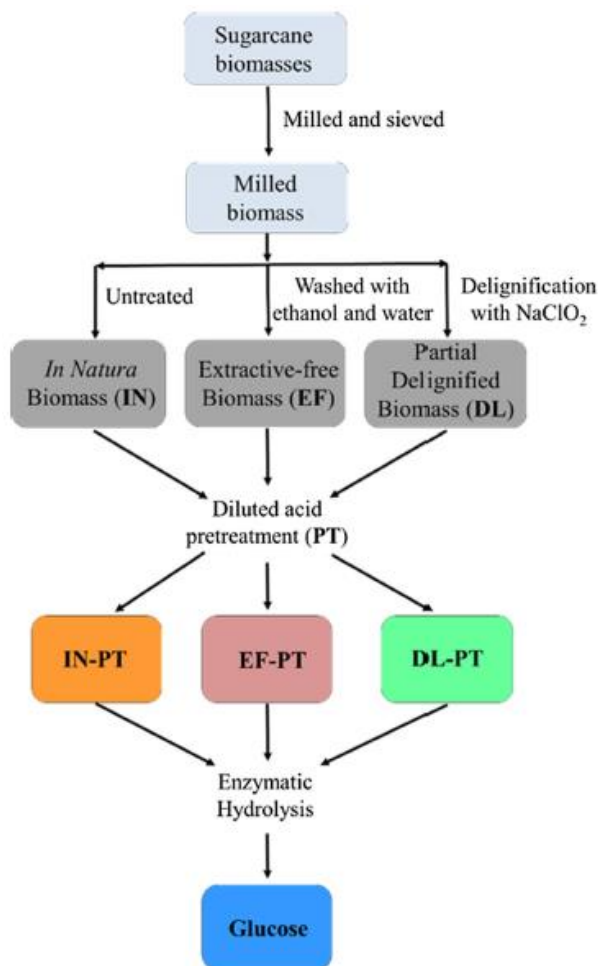 Sugarcane
biomasses
Milled and sieved
Milled
biomass
Untreated
Washed with
ethanol and water
Delignification
with NaClO₂
In Natura
Biomass (IN)
Extractive-free
Biomass (EF)
Partial
Delignified
Biomass (DL)
Diluted acid
pretreatment (PT)
IN-PT
EF-PT
DL-PT
Enzymatic
Hydrolysis
Glucose